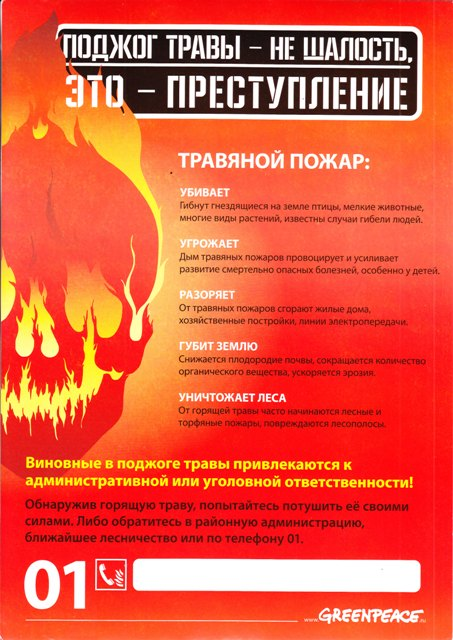 ПОДЖОГ ТРАВЫ – НЕ ШАЛОСТЬ,
ЭТО – ПРЕСТУПЛЕНИЕ
ТРАВЯНОЙ ПОЖАР:
УБИВАЕТ
Гибнут гнездящиеся на земле птицы, мелкие животные,
многие виды растений, известны случаи гибели людей.
УГРОЖАЕТ
Дым травяных пожаров провоцирует и усиливает
развитие смертельно опасных болезней, особенно у детей.
РАЗОРЯЕТ
От травяных пожаров сгорают жилые дома,
хозяйственные постройки, линии электропередачи.
ГУБИТ ЗЕМЛЮ
Снижается плодородие почвы, сокращается количество
органического вещества, ускоряется эрозия.
УНИЧТОЖАЕТ ЛЕСА
От горящей травы часто начинаются лесные и
торфяные пожары, повреждаются лесополосы.
Виновные в поджоге травы привлекаются к
административной или уголовной ответственности!
Обнаружив горящую траву, попытайтесь потушить её своими
силами. Либо обратитесь в районную администрацию,
ближайшее лесничество или по телефону 01.
01
www.GREENPEACE.ru